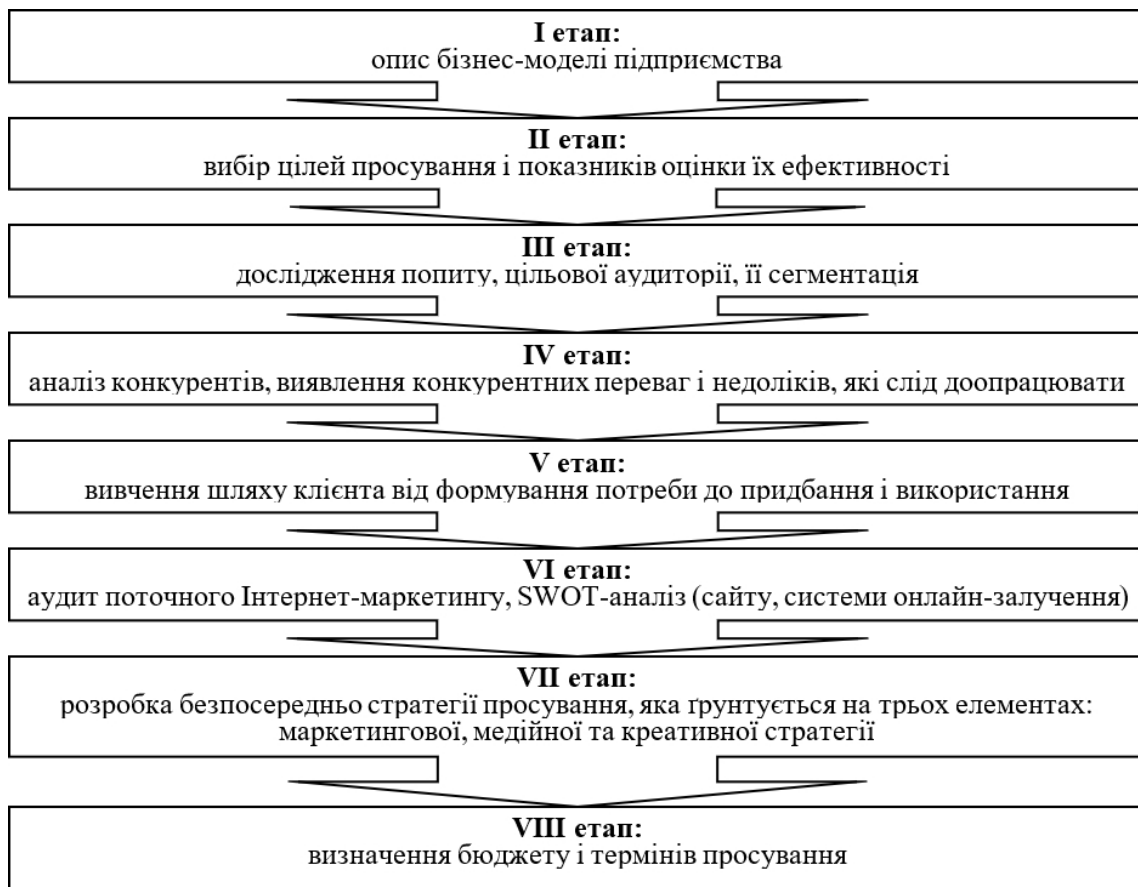 I етап:
опис бізнес-моделі підприємства
II етап:
вибір цілей просування і показників оцінки їх ефективності
III етап:
дослідження попиту, цільової аудиторії, її сегментація
IV етап:
аналіз конкурентів, виявлення конкурентних переваг і недоліків, які слід доопрацювати
V етап:
вивчення шляху клієнта від формування потреби до придбання і використання
VI етап:
аудит поточного Інтернет-маркетингу, SWOT-аналіз (сайту, системи онлайн-залучення)
VII етап:
розробка безпосередньо стратегії просування, яка ґрунтується на трьох елементах:
маркетингової, медійної та креативної стратегії
VIII етап:
визначення бюджету і термінів просування